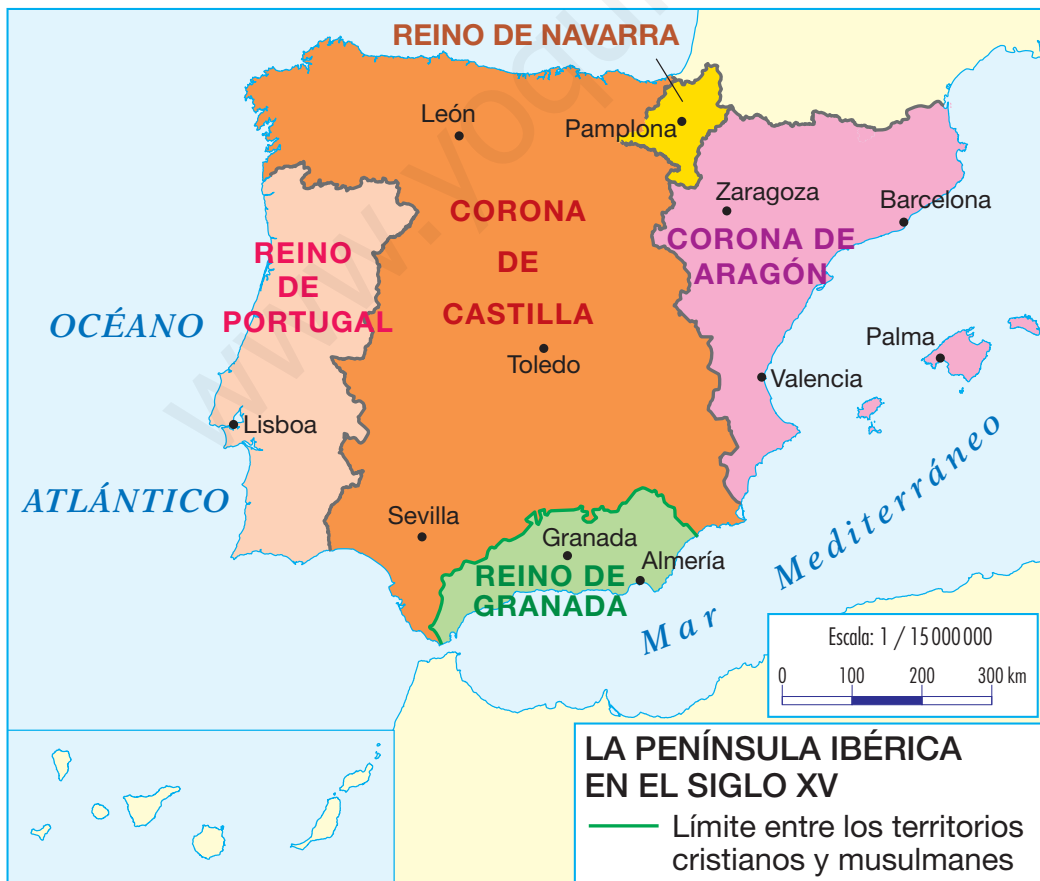 REINO DE NAVARRA
León
Pamplona
Zaragoza
Barcelona
CORONA
DE
CASTILLA
CORONA DE
ARAGÓN
REINO
DE
PORTUGAL
OCÉANO
ATLÁNTICO
Toledo
Palma
Valencia
Lisboa
Sevilla
Granada
Almería
REINO DE
GRANADA
Mar Mediterráneo
Escala: 1 / 15 000 000
0 100 200 300 km
LA PENÍNSULA IBÉRICA
EN EL SIGLO XV
Límite entre los territorios
cristianos y musulmanes